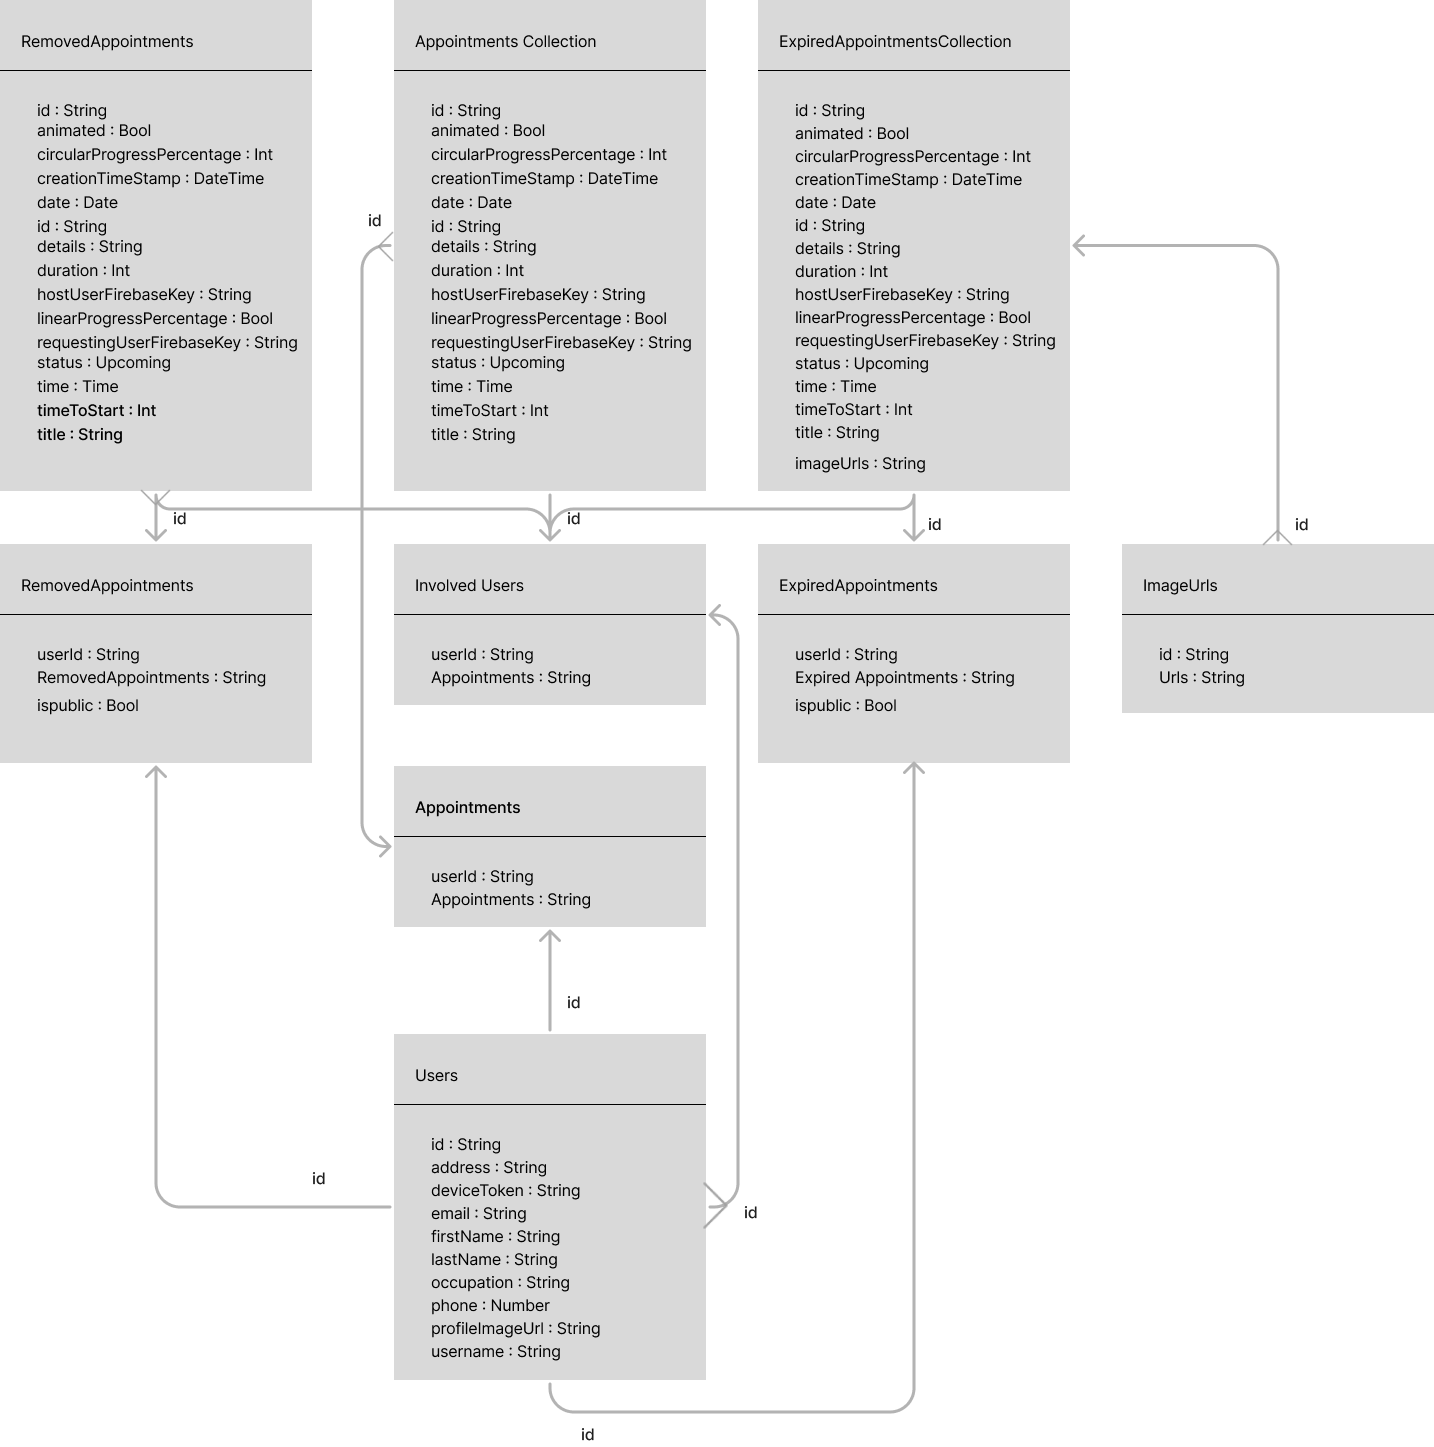 RemovedAppointments
id : String
animated : Bool
circularProgressPercentage : Int
creationTimeStamp : DateTime
date : Date
id : String
details : String
duration : Int
hostUserFirebaseKey : String
linearProgressPercentage : Bool
requestingUserFirebaseKey : String
status : Upcoming
time : Time
timeToStart : Int
title : String
Appointments Collection
id : String
animated : Bool
circularProgressPercentage : Int
creationTimeStamp : DateTime
date : Date
id : String
details : String
duration : Int
hostUserFirebaseKey : String
linearProgressPercentage : Bool
requestingUserFirebaseKey : String
status : Upcoming
time : Time
timeToStart : Int
title : String
ExpiredAppointmentsCollection
id : String
animated : Bool
circularProgressPercentage : Int
creationTimeStamp : DateTime
date : Date
id : String
details : String
duration : Int
hostUserFirebaseKey : String
linearProgressPercentage : Bool
requestingUserFirebaseKey : String
status : Upcoming
time : Time
timeToStart : Int
title : String
imageUrls : String
id
id
id
id
id
RemovedAppointments
userId : String
RemovedAppointments : String
ispublic : Bool
Involved Users
userId : String
Appointments : String
ExpiredAppointments
userId : String
Expired Appointments : String
ispublic : Bool
ImageUrls
id : String
Urls : String
Appointments
userId : String
Appointments : String
id
Users
id : String
address : String
deviceToken : String
email : String
firstName : String
lastName : String
occupation : String
phone : Number
profileImageUrl : String
username : String
id
id
id